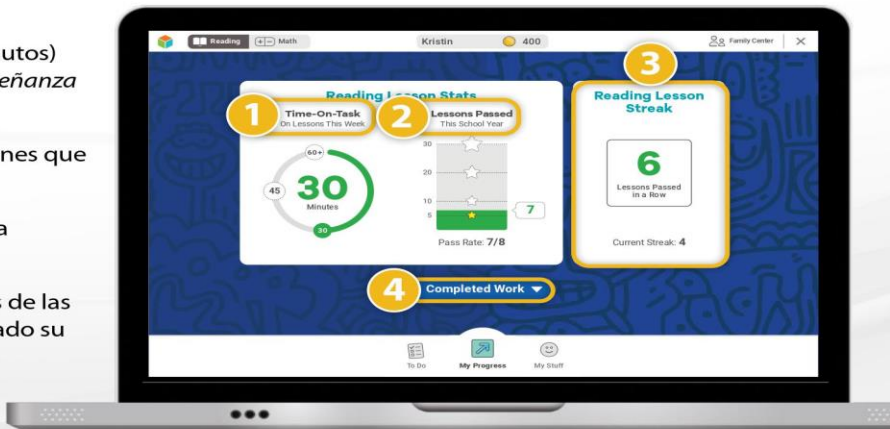 utos)
eñanza
nes que
a
s de las
ado su
Reading
Math
Kristin
400
Family Center
3
Reading Lesson Stats
1
Time-On-Task
On Lessons This Week
2
Lessons Passed
This School Year
60+
45
30
Minutes
30
30
20
10
5
7
Pass Rate: 7/8
Reading Lesson
Streak
6
Lessons Passed
in a Row
Current Streak: 4
4
Completed Work
To Do
My Progress
My Stuff